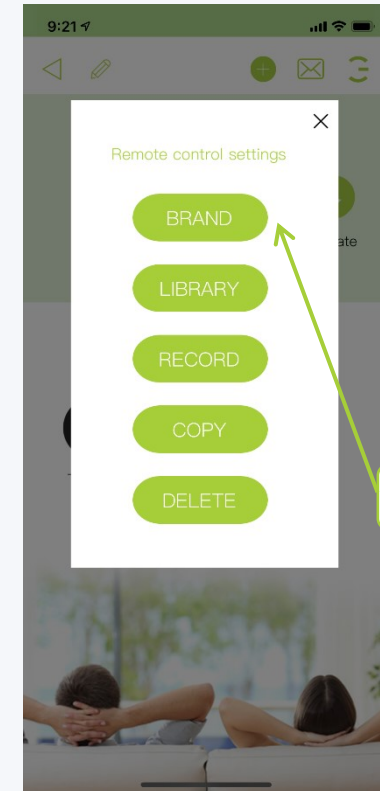 9:21
Remote control settings
BRAND
ate
LIBRARY
RECORD
COPY
DELETE